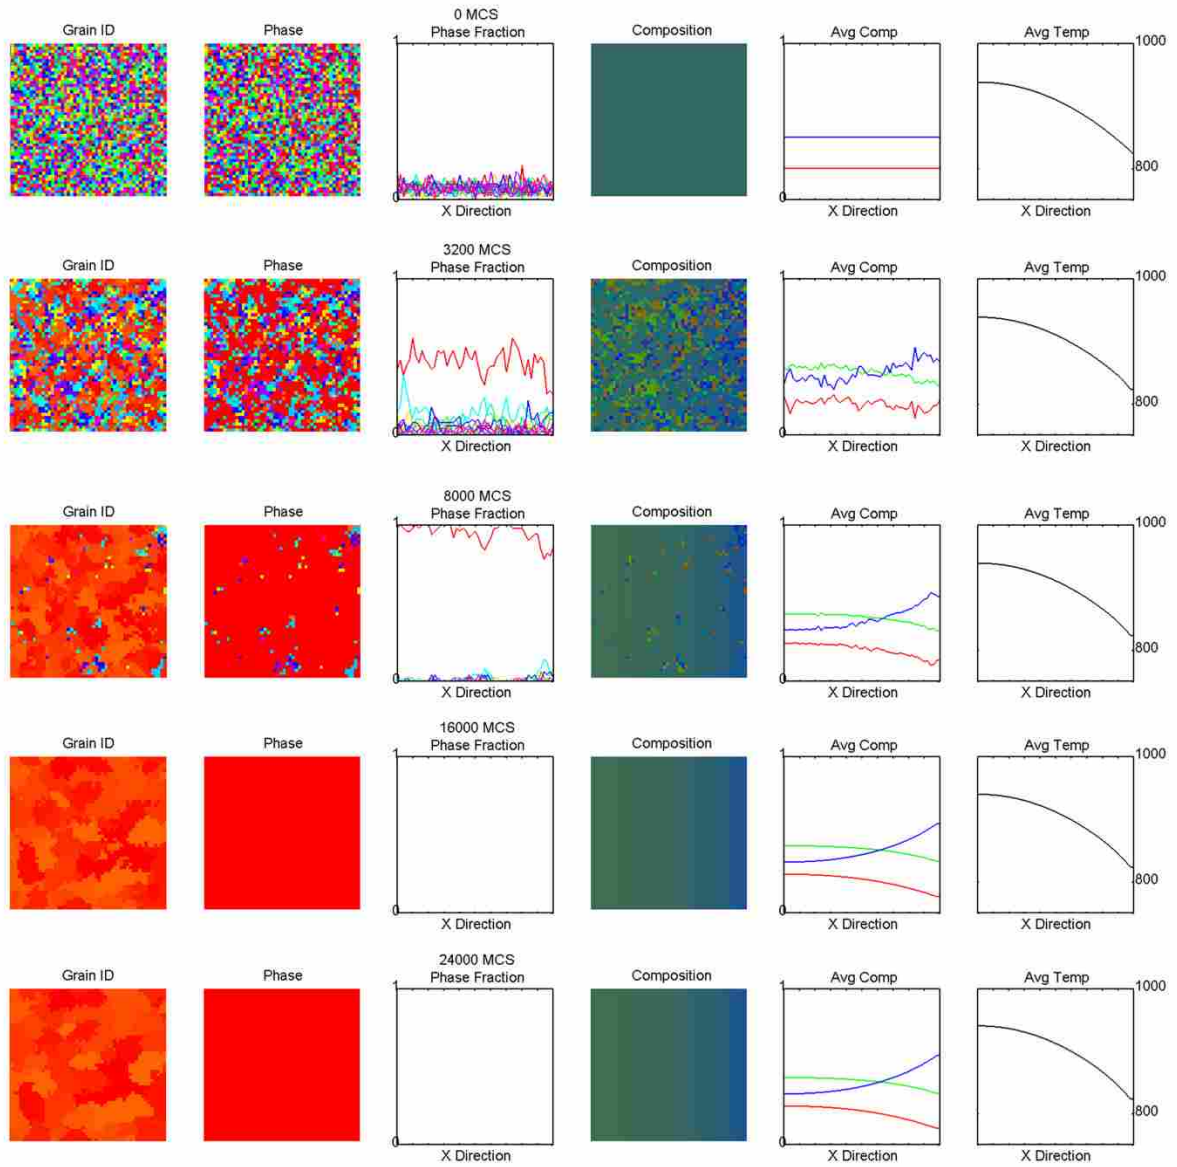 0 MCS
Grain ID Phase Phase Fraction Composition Avg Comp Avg Temp
1 1 1000
800
0 0
X Direction X Direction X Direction
3200 MCS
Grain ID Phase Phase Fraction Composition Avg Comp Avg Temp
1 1 1000
800
0 0
X Direction X Direction X Direction
8000 MCS
Grain ID Phase Phase Fraction Composition Avg Comp Avg Temp
1 1 1000
800
0 0
X Direction X Direction X Direction
16000 MCS
Grain ID Phase Phase Fraction Composition Avg Comp Avg Temp
1 1 1000
800
0 0
X Direction X Direction X Direction
24000 MCS
Grain ID Phase Phase Fraction Composition Avg Comp Avg Temp
1 1 1000
800
0 0
X Direction X Direction X Direction